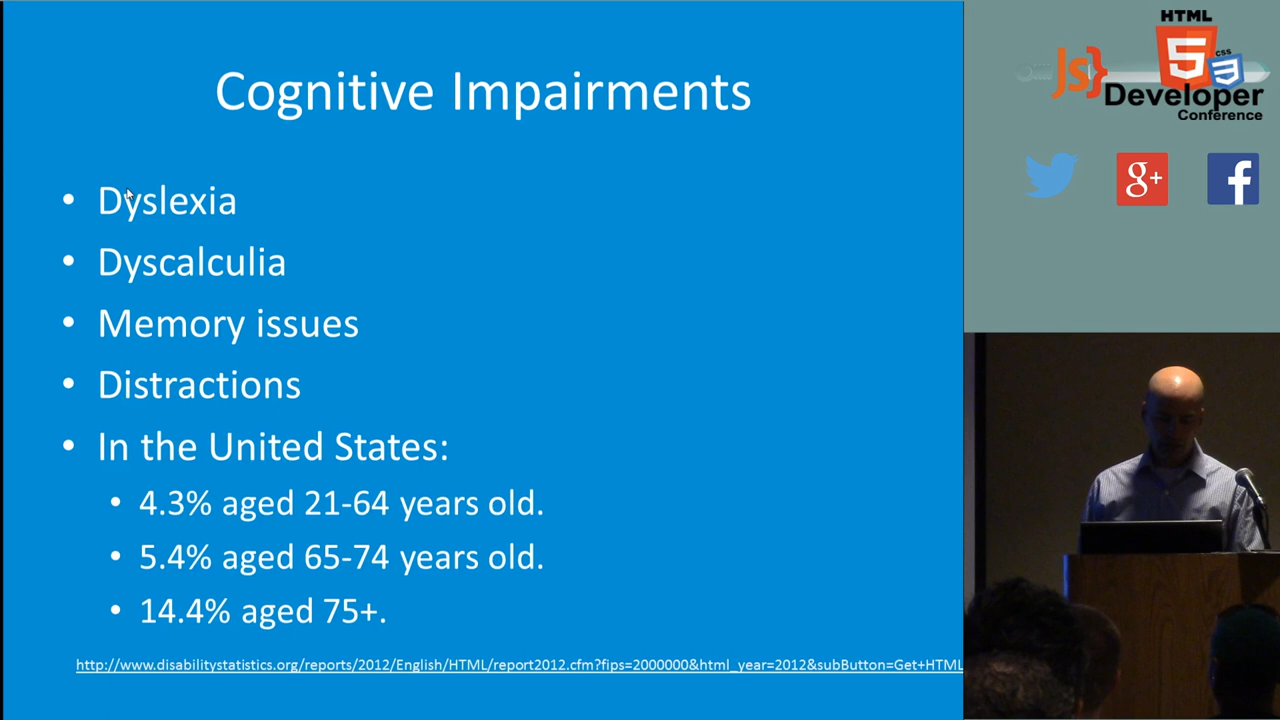 Cognitive Impairments
• Dyslexia
• Dyscalculia
• Memory issues
• Distractions
• In the United States:
• 4.3% aged 21-64 years old.
• 5.4% aged 65-74 years old.
• 14.4% aged 75+.
http://www.disabilitystatistics.org/reports/2012/English/HTML/report2012.cfm?fips=2000000&html_year=2012&subButton=Get+HTML
HTML
5
css
3
JS}
Developer
Conference
g+
f